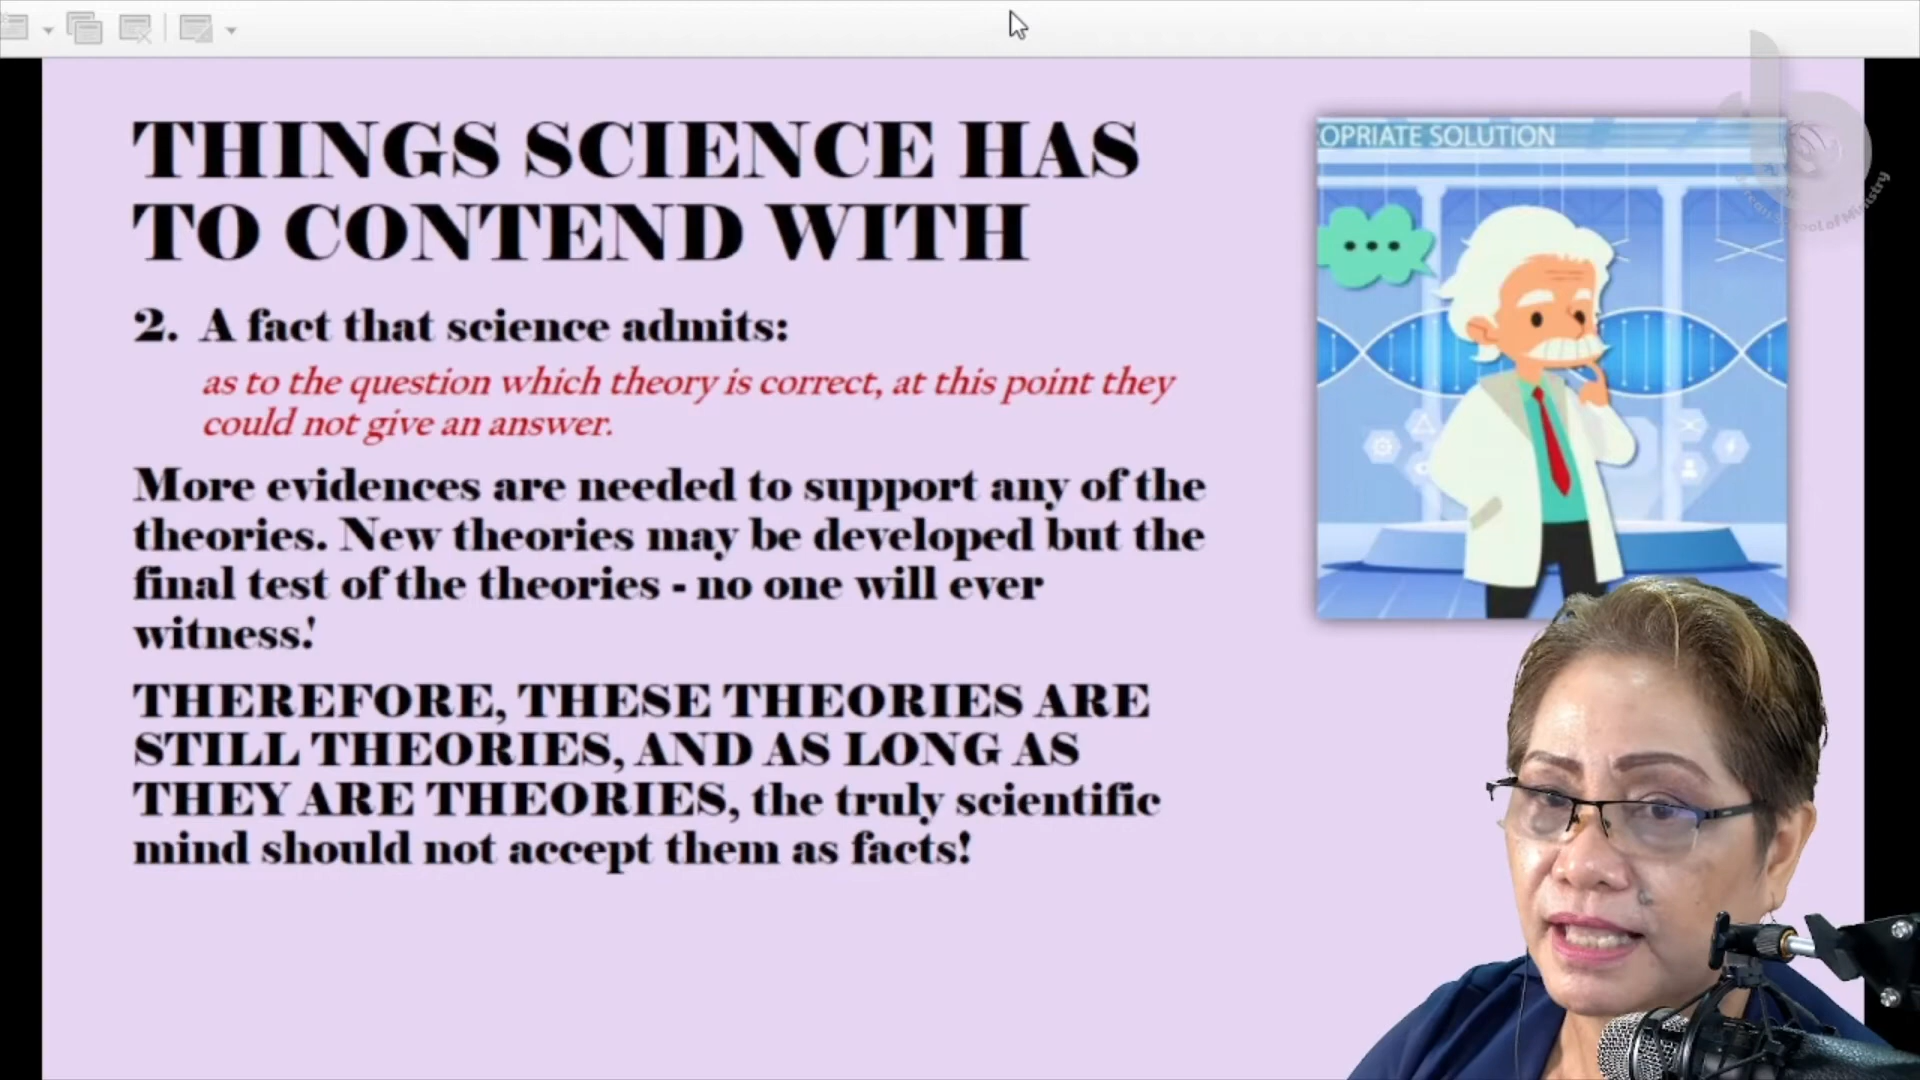 THINGS SCIENCE HAS
TO CONTEND WITH
OPRIATE SOLUTION
2. A fact that science admits:
as to the question which theory is correct, at this point they
could not give an answer.
More evidences are needed to support any of the
theories. New theories may be developed but the
final test of the theories - no one will ever
witness!
THEREFORE, THESE THEORIES ARE
STILL THEORIES, AND AS LONG AS
THEY ARE THEORIES, the truly scientific
mind should not accept them as facts!
of Ministry